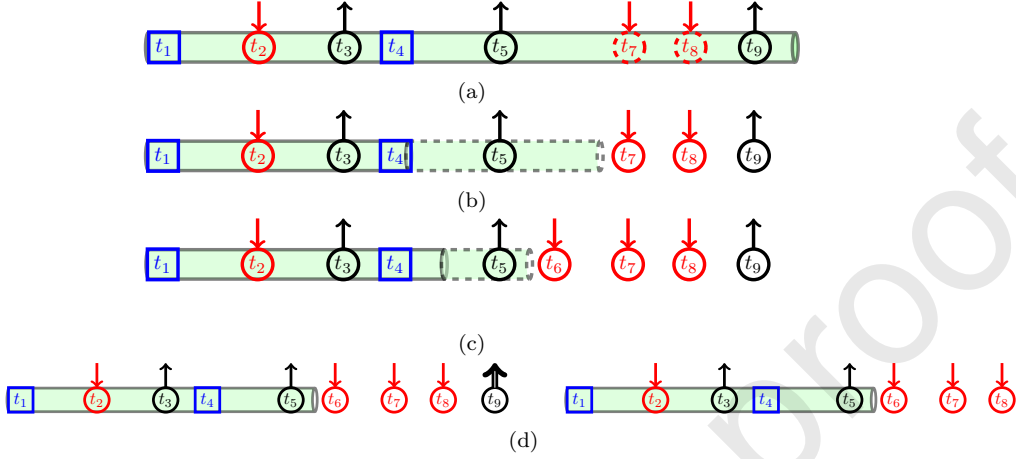 t1 t2 t3 t4 t5 t7 t8 t9
(a)
t1 t2 t3 t4 t5 t7 t8 t9
(b)
t1 t2 t3 t4 t5 t6 t7 t8 t9
(c)
t1 t2 t3 t4 t5 t6 t7 t8 t9 t1 t2 t3 t4 t5 t6 t7 t8
(d)
proof